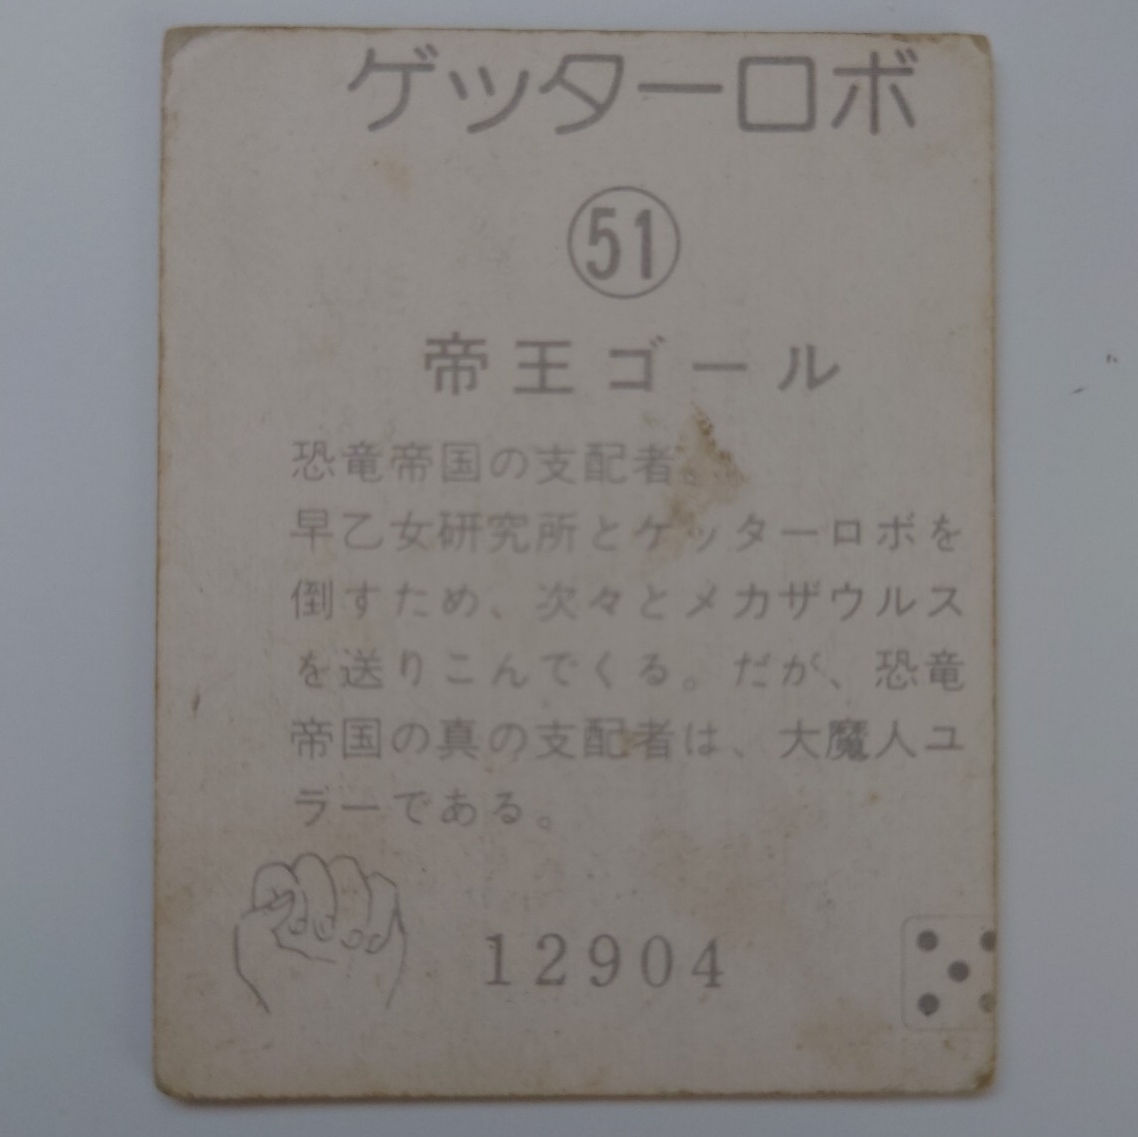 ゲッターロボ
51
帝王ゴール
恐竜帝国の支配者。
早乙女研究所とゲッターロボを
倒すため、次々とメカザウルス
を送りこんでくる。だが、恐竜
帝国の真の支配者は、大魔人ユ
ラーである。
12904